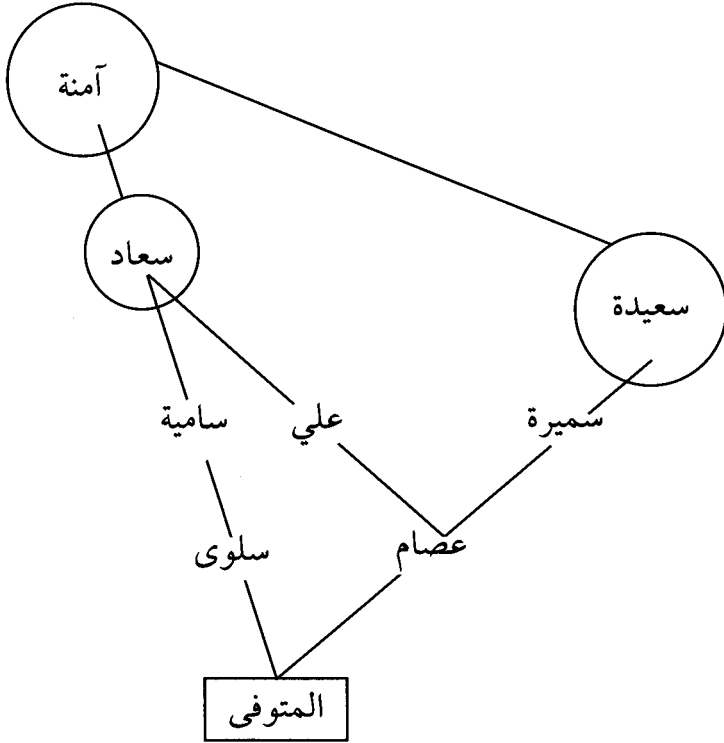 آمنة
سعاد
سعيدة
سميرة
علي
سامية
عصام
سلوى
المتوفى